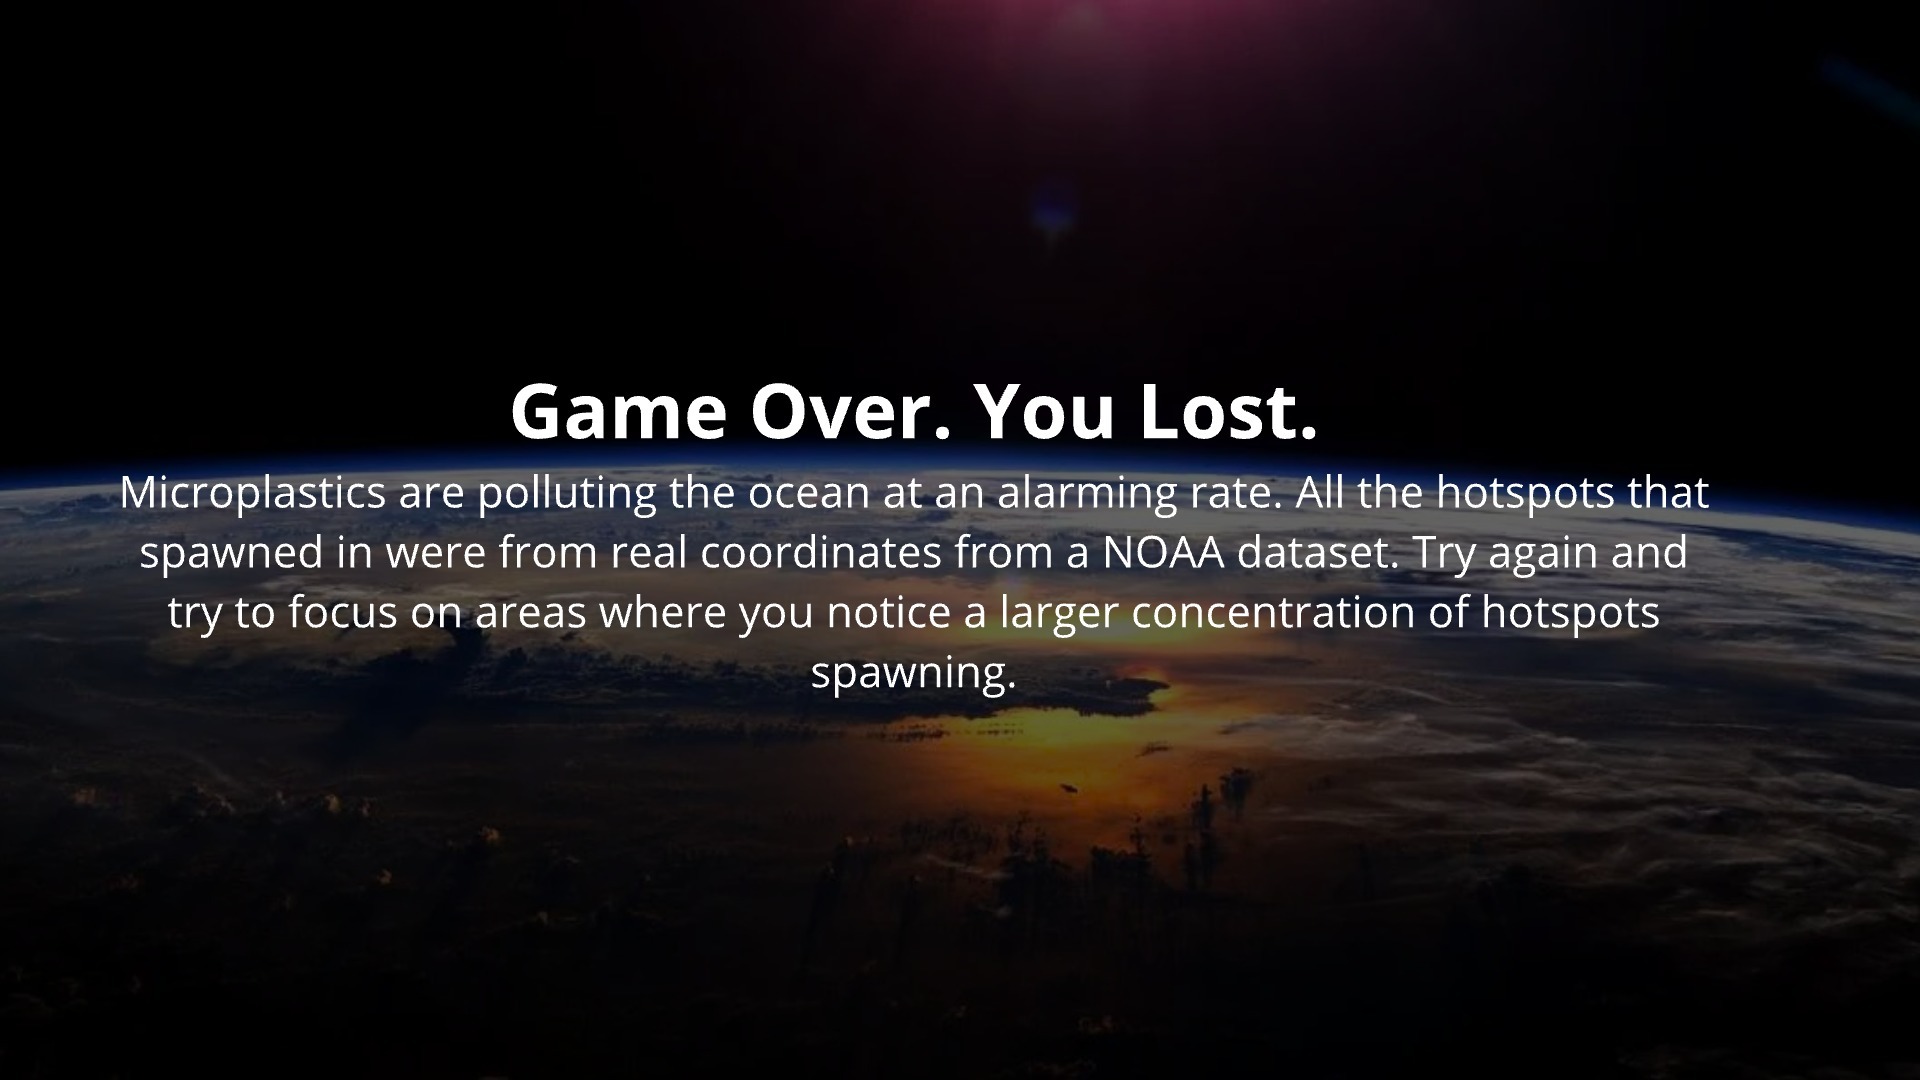 Game Over. You Lost.
Microplastics are polluting the ocean at an alarming rate. All the hotspots that
spawned in were from real coordinates from a NOAA dataset. Try again and
try to focus on areas where you notice a larger concentration of hotspots
spawning.